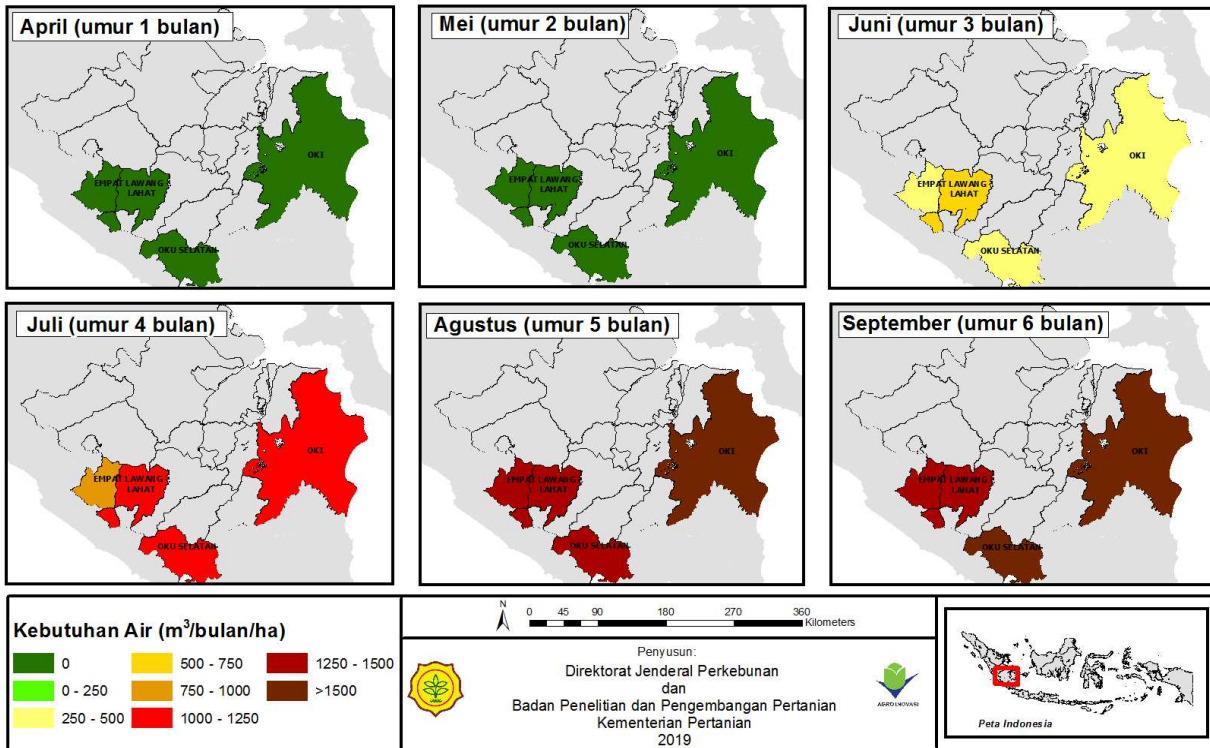 April (umur 1 bulan)
OKI
EMPAT LAWANG
LAHAT
OKU SELATAN
Mei (umur 2 bulan)
OKI
EMPAT LAWANG
LAHAT
OKU SELATAN
Juni (umur 3 bulan)
OKI
EMPAT LAWANG
LAHAT
OKU SELATAN
Juli (umur 4 bulan)
OKI
EMPAT LAWANG
LAHAT
OKU SELATAN
Agustus (umur 5 bulan)
OKI
EMPAT LAWANG
LAHAT
OKU SELATAN
September (umur 6 bulan)
OKI
EMPAT LAWANG
LAHAT
OKU SELATAN
Kebutuhan Air (m³/bulan/ha)
0
0 - 250
250 - 500
500 - 750
750 - 1000
1000 - 1250
1250 - 1500
>1500
N
0 45 90 180 270 360
Kilometers
Penyusun:
Direktorat Jenderal Perkebunan
dan
Badan Penelitian dan Pengembangan Pertanian
Kementerian Pertanian
2019
AGRO INOVASI
Peta Indonesia